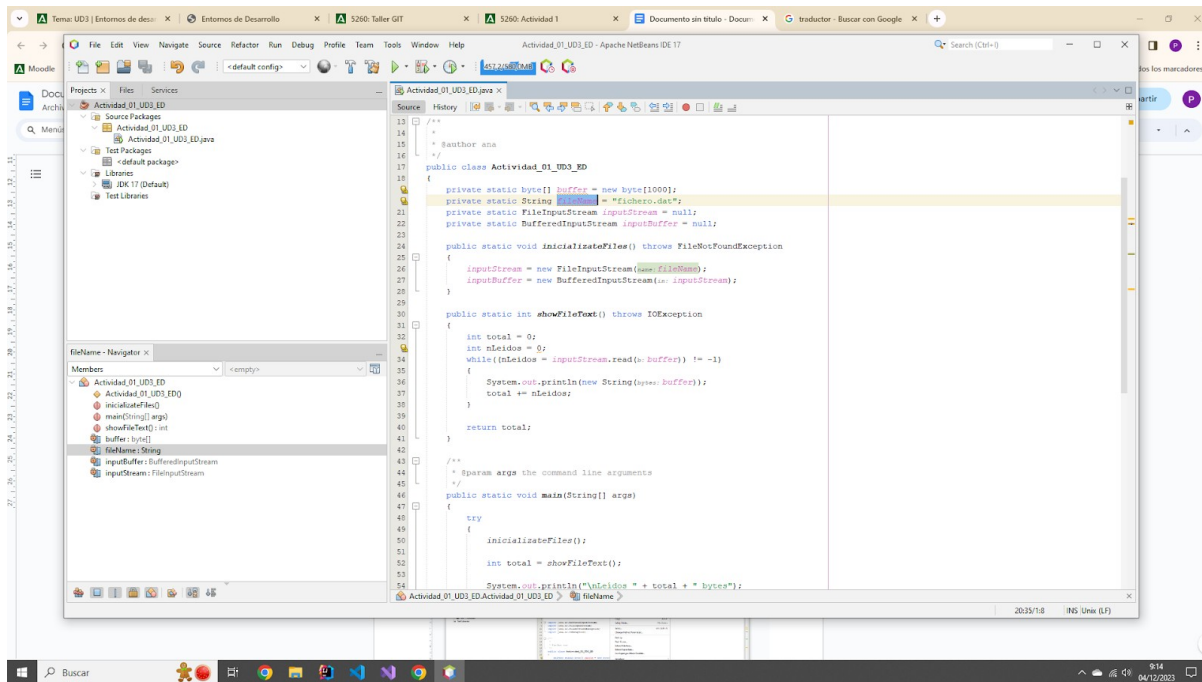 Tema: UD3 | Entornos de desar
Entornos de Desarrollo
5260: Taller GIT
5260: Actividad 1
Documento sin título - Docum
traductor - Buscar con Google
File Edit View Navigate Source Refactor Run Debug Profile Team Tools Window Help
Actividad_01_UD3_ED - Apache NetBeans IDE 17
Search (Ctrl+I)
Moodle
<default config>
los los marcadores
Docu
Archi
Menú
artir
P
Projects
Files
Services
Actividad_01_UD3_ED
Source Packages
Actividad_01_UD3_ED
Actividad_01_UD3_ED.java
Test Packages
<default package>
Libraries
JDK 17 (Default)
Test Libraries
fileName - Navigator
Members
<empty>
Actividad_01_UD3_ED
Actividad_01_UD3_ED()
inicializateFiles()
main(String[] args)
showFileText() : int
buffer : byte[]
fileName : String
inputBuffer : BufferedInputStream
inputStream : FileInputStream
Actividad_01_UD3_ED.java
Source History
13 /**
14 *
15 * @author ana
16 */
17 public class Actividad_01_UD3_ED
18 {
private static byte[] buffer = new byte[1000];
private static String fileName = "fichero.dat";
21 private static FileInputStream inputStream = null;
22 private static BufferedInputStream inputBuffer = null;
23
24 public static void inicializateFiles() throws FileNotFoundException
25 {
26 inputStream = new FileInputStream(name: fileName);
27 inputBuffer = new BufferedInputStream(in: inputStream);
28 }
29
30 public static int showFileText() throws IOException
31 {
32 int total = 0;
int nLeidos = 0;
34 while((nLeidos = inputStream.read(b: buffer)) != -1)
35 {
36 System.out.println(new String(bytes: buffer));
37 total += nLeidos;
38 }
39
40 return total;
41 }
42
43 /**
44 * @param args the command line arguments
45 */
46 public static void main(String[] args)
47 {
48 try
49 {
50 inicializateFiles();
51
52 int total = showFileText();
53
54 System.out.println("\nLeidos " + total + " bytes");
Actividad_01_UD3_ED.Actividad_01_UD3_ED
fileName
20:35/1:8
INS
Unix (LF)
Buscar
9:14
04/12/2023